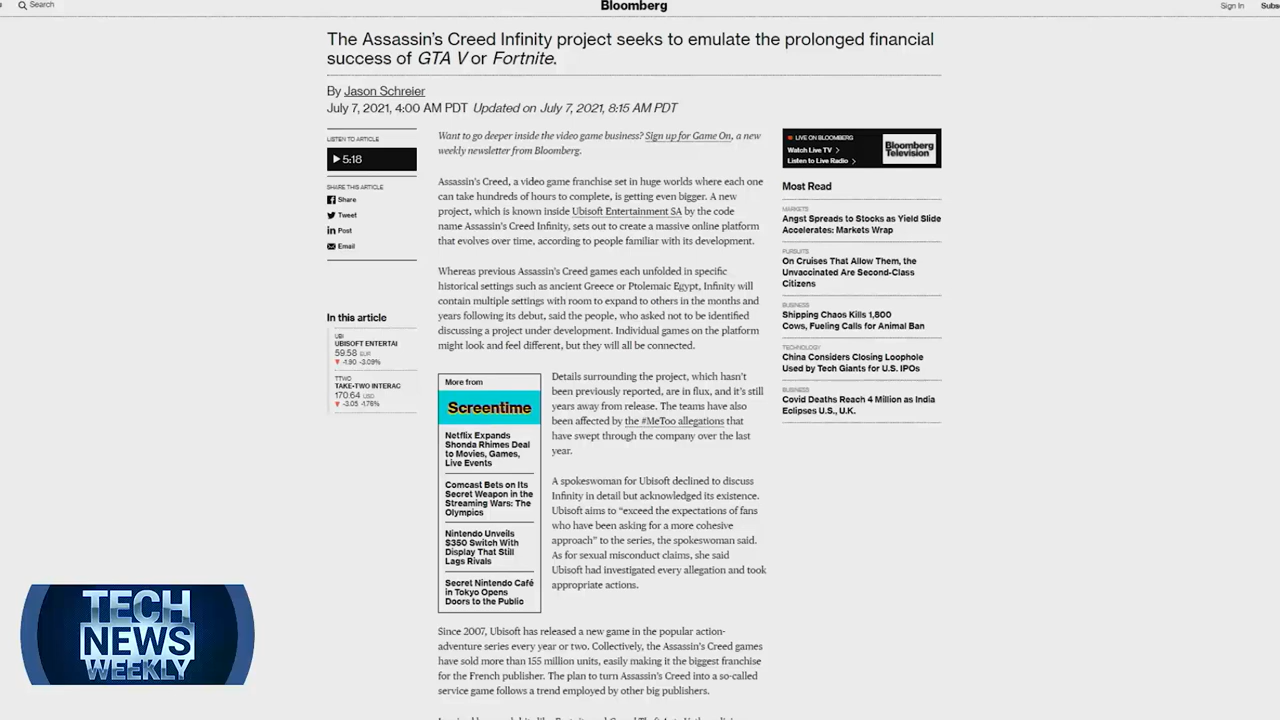 Search
Bloomberg
Sign In
The Assassin's Creed Infinity project seeks to emulate the prolonged financial
success of GTA V or Fortnite.
By Jason Schreier
July 7, 2021, 4:00 AM PDT Updated on July 7, 2021, 8:15 AM PDT
LISTEN TO ARTICLE
5:18
SHARE THIS ARTICLE
Share
Tweet
Post
Email
In this article
UBI
UBISOFT ENTERTAI
59.58 EUR
-1.90 -3.09%
TTWO
TAKE-TWO INTERAC
170.64 USD
-3.05 -1.76%
Want to go deeper inside the video game business? Sign up for Game On, a new
weekly newsletter from Bloomberg.
Assassin's Creed, a video game franchise set in huge worlds where each one
can take hundreds of hours to complete, is getting even bigger. A new
project, which is known inside Ubisoft Entertainment SA by the code
name Assassin's Creed Infinity, sets out to create a massive online platform
that evolves over time, according to people familiar with its development.
Whereas previous Assassin's Creed games each unfolded in specific
historical settings such as ancient Greece or Ptolemaic Egypt, Infinity will
contain multiple settings with room to expand to others in the months and
years following its debut, said the people, who asked not to be identified
discussing a project under development. Individual games on the platform
might look and feel different, but they will all be connected.
More from
Screentime
Netflix Expands
Shonda Rhimes Deal
to Movies, Games,
Live Events
Comcast Bets on Its
Secret Weapon in the
Streaming Wars: The
Olympics
Nintendo Unveils
$350 Switch With
Display That Still
Lags Rivals
Secret Nintendo Café
in Tokyo Opens
Doors to the Public
Details surrounding the project, which hasn't
been previously reported, are in flux, and it's still
years away from release. The teams have also
been affected by the #MeToo allegations that
have swept through the company over the last
year.
A spokeswoman for Ubisoft declined to discuss
Infinity in detail but acknowledged its existence.
Ubisoft aims to “exceed the expectations of fans
who have been asking for a more cohesive
approach” to the series, the spokeswoman said.
As for sexual misconduct claims, she said
Ubisoft had investigated every allegation and took
appropriate actions.
Since 2007, Ubisoft has released a new game in the popular action-
adventure series every year or two. Collectively, the Assassin's Creed games
have sold more than 155 million units, easily making it the biggest franchise
for the French publisher. The plan to turn Assassin's Creed into a so-called
service game follows a trend employed by other big publishers.
LIVE ON BLOOMBERG
Watch Live TV
Listen to Live Radio
Bloomberg
Television
Most Read
MARKETS
Angst Spreads to Stocks as Yield Slide
Accelerates: Markets Wrap
PURSUITS
On Cruises That Allow Them, the
Unvaccinated Are Second-Class
Citizens
BUSINESS
Shipping Chaos Kills 1,800
Cows, Fueling Calls for Animal Ban
TECHNOLOGY
China Considers Closing Loophole
Used by Tech Giants for U.S. IPOs
BUSINESS
Covid Deaths Reach 4 Million as India
Eclipses U.S., U.K.
TECH
NEWS
WEEKLY